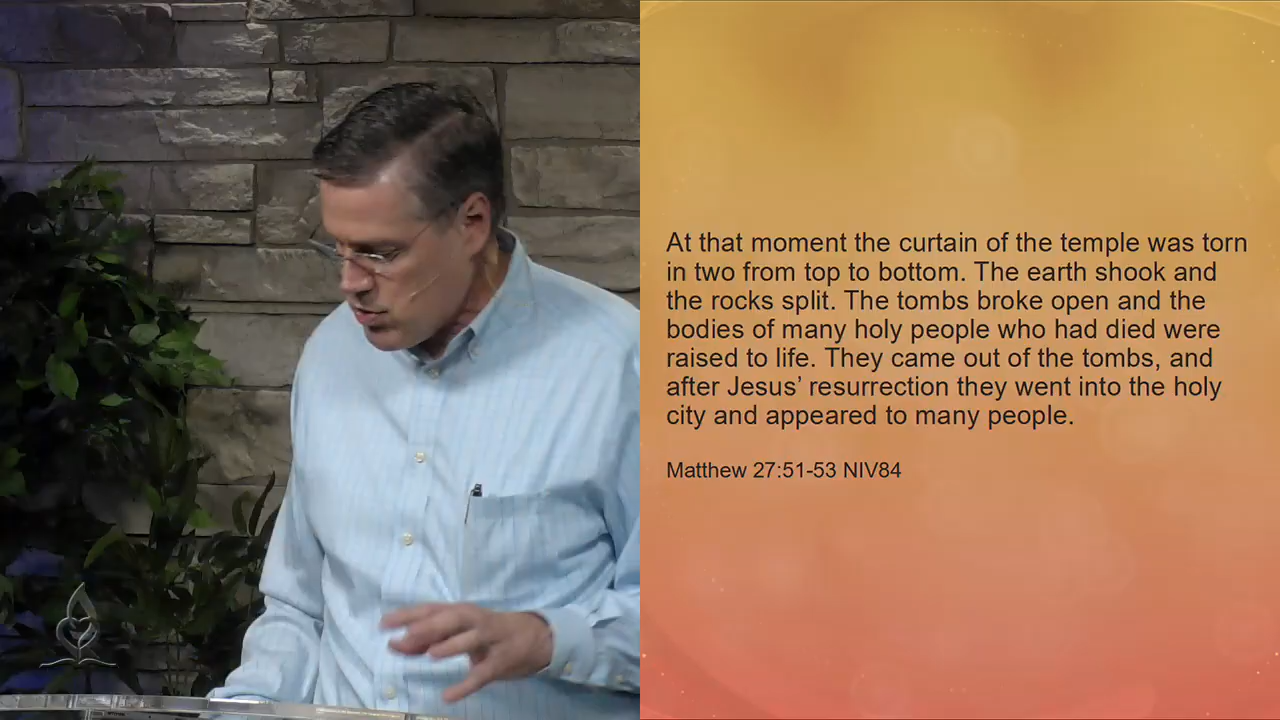 At that moment the curtain of the temple was torn
in two from top to bottom. The earth shook and
the rocks split. The tombs broke open and the
bodies of many holy people who had died were
raised to life. They came out of the tombs, and
after Jesus’ resurrection they went into the holy
city and appeared to many people.
Matthew 27:51-53 NIV84